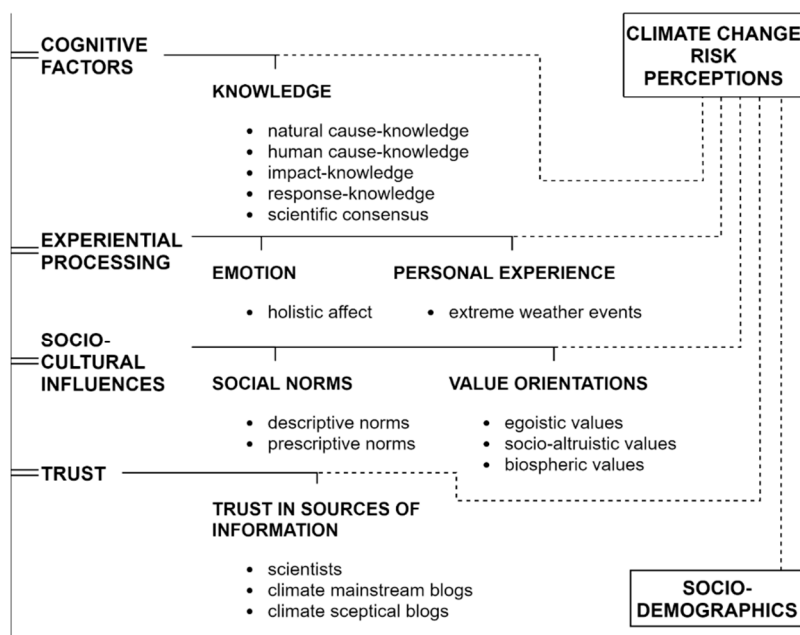 COGNITIVE
FACTORS
CLIMATE CHANGE
RISK
PERCEPTIONS
KNOWLEDGE
• natural cause-knowledge
• human cause-knowledge
• impact-knowledge
• response-knowledge
• scientific consensus
EXPERIENTIAL
PROCESSING
EMOTION
• holistic affect
PERSONAL EXPERIENCE
• extreme weather events
SOCIO-
CULTURAL
INFLUENCES
SOCIAL NORMS
• descriptive norms
• prescriptive norms
VALUE ORIENTATIONS
• egoistic values
• socio-altruistic values
• biospheric values
TRUST
TRUST IN SOURCES OF
INFORMATION
• scientists
• climate mainstream blogs
• climate sceptical blogs
SOCIO-
DEMOGRAPHICS